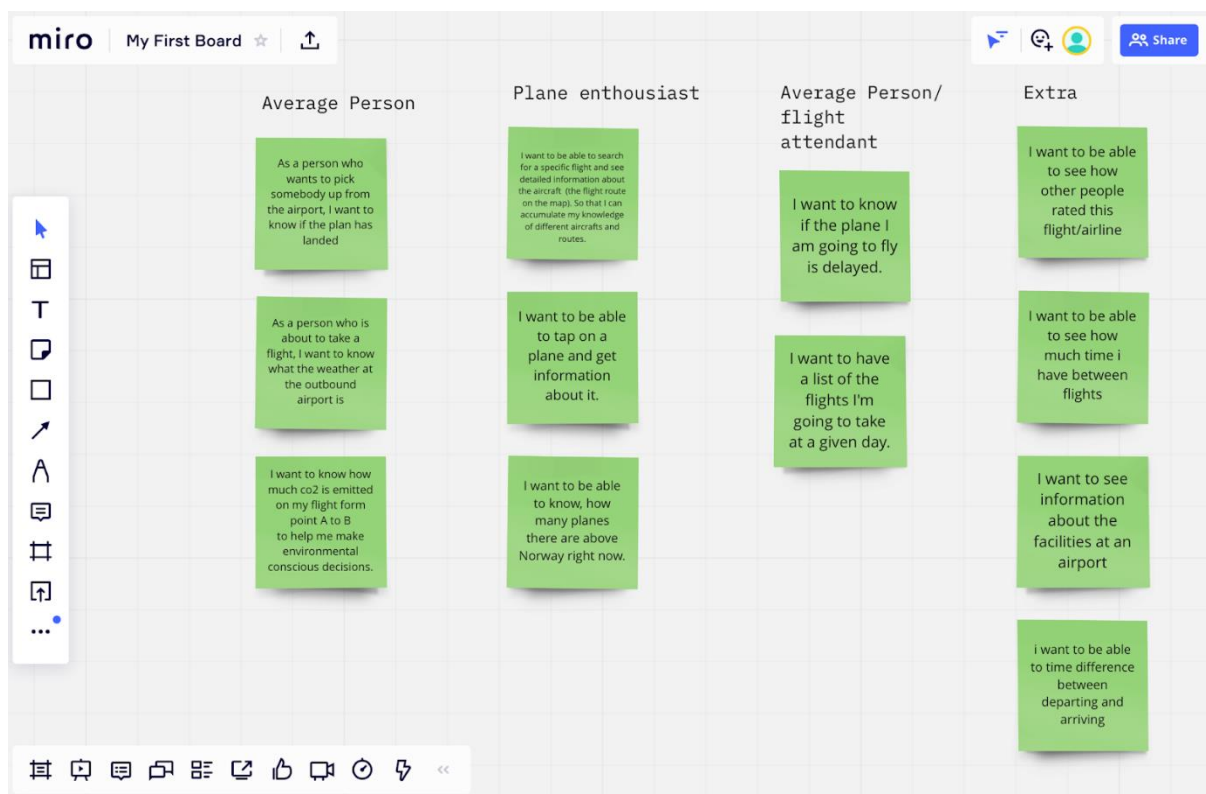 miro
My First Board
Share
Average Person
As a person who
wants to pick
somebody up from
the airport, I want to
know if the plan has
landed
As a person who is
about to take a
flight, I want to know
what the weather at
the outbound
airport is
I want to know how
much co2 is emitted
on my flight form
point A to B
to help me make
environmental
conscious decisions.
Plane enthousiast
I want to be able to search
for a specific flight and see
detailed information about
the aircraft (the flight route
on the map). So that I can
accumulate my knowledge
of different aircrafts and
routes.
I want to be able
to tap on a
plane and get
information
about it.
I want to be able
to know, how
many planes
there are above
Norway right now.
Average Person/
flight
attendant
I want to know
if the plane I
am going to fly
is delayed.
I want to have
a list of the
flights I'm
going to take
at a given day.
Extra
I want to be able
to see how
other people
rated this
flight/airline
I want to be able
to see how
much time i
have between
flights
I want to see
information
about the
facilities at an
airport
i want to be able
to time difference
between
departing and
arriving